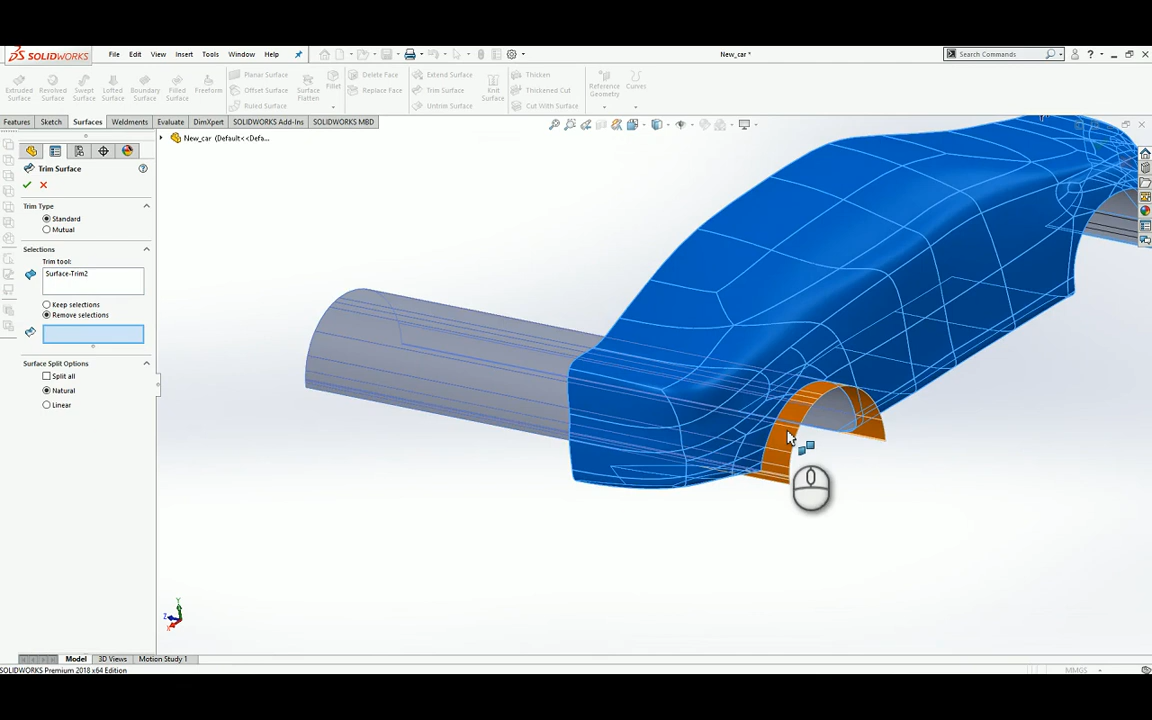 DS SOLIDWORKS File Edit View Insert Tools Window Help New_car * Search Commands ?
Extruded Surface Revolved Surface Swept Surface Lofted Surface Boundary Surface Filled Surface Freeform Planar Surface Offset Surface Ruled Surface Surface Flatten Fillet Delete Face Replace Face Extend Surface Trim Surface Untrim Surface Knit Surface Thicken Thickened Cut Cut With Surface Reference Geometry Curves
Features Sketch Surfaces Weldments Evaluate DimXpert SOLIDWORKS Add-Ins SOLIDWORKS MBD
New_car (Default<<Defa...
Trim Surface ?
Trim Type
Standard
Mutual
Selections
Trim tool:
Surface-Trim2
Keep selections
Remove selections
Surface Split Options
Split all
Natural
Linear
Y
Z
X
Model 3D Views Motion Study 1
SOLIDWORKS Premium 2018 x64 Edition MMGS